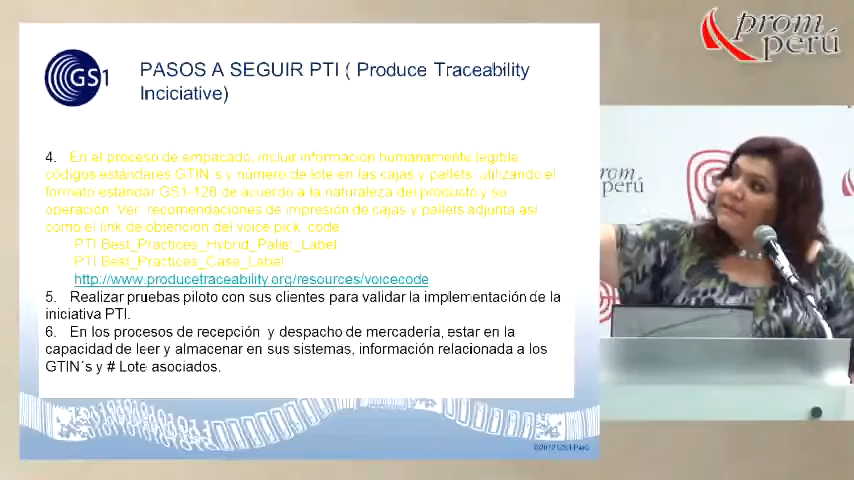 prom
perú
GS1
PASOS A SEGUIR PTI ( Produce Traceability
Inciciative)
4. En el proceso de empacado, incluir información humanamente legible,
códigos estándares GTIN´s y número de lote en las cajas y pallets, utilizando el
formato estándar GS1-128 de acuerdo a la naturaleza del producto y su
operación. Ver recomendaciones de impresión de cajas y pallets adjunta así
como el link de obtención del voice pick code.
PTI Best_Practices_Hybrid_Pallet_Label
PTI Best_Practices_Case_Label
http://www.producetraceability.org/resources/voicecode
5. Realizar pruebas piloto con sus clientes para validar la implementación de la
iniciativa PTI.
6. En los procesos de recepción y despacho de mercadería, estar en la
capacidad de leer y almacenar en sus sistemas, información relacionada a los
GTIN´s y # Lote asociados.
©2012 GS1 Perú
prom
perú